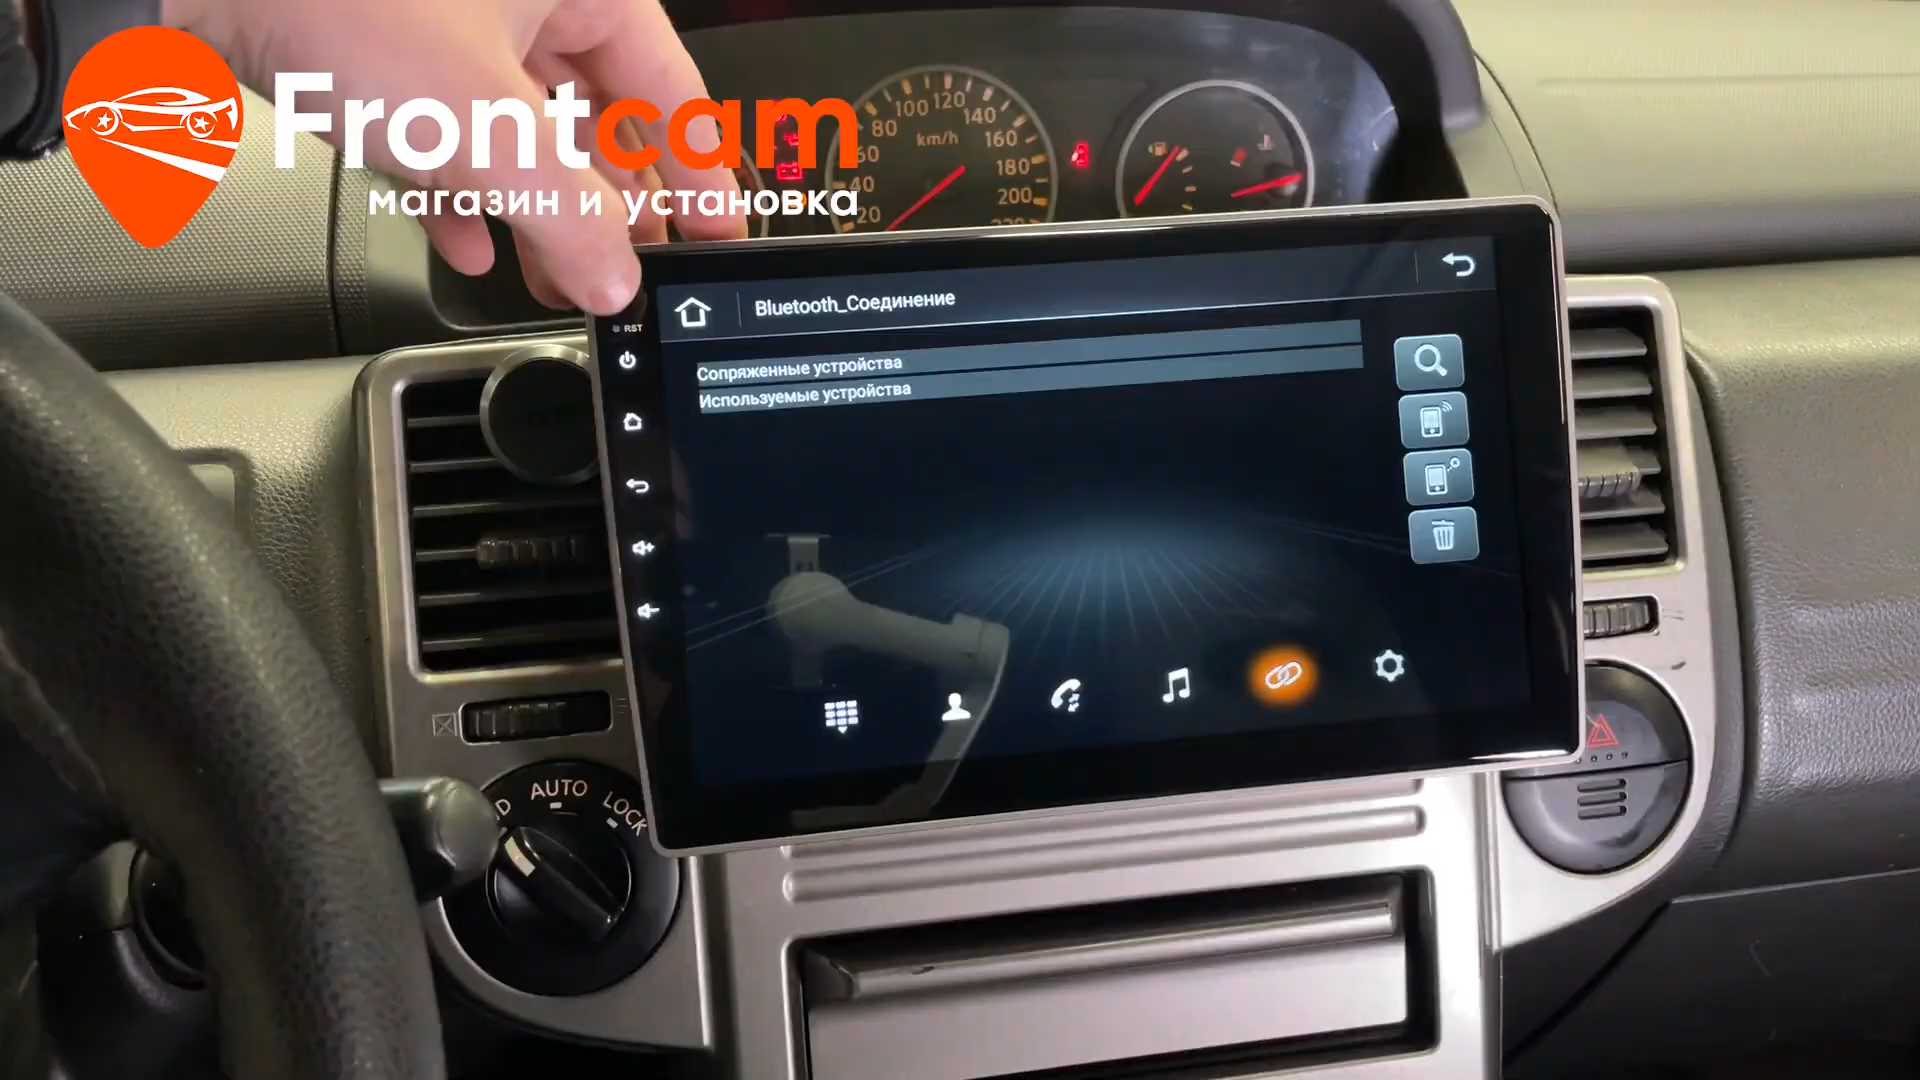 Frontcam
магазин и установка
20
40
60
80
100
120
140
160
180
200
220
km/h
RST
Bluetooth_Соединение
Сопряженные устройства
Используемые устройства
AUTO
LOCK